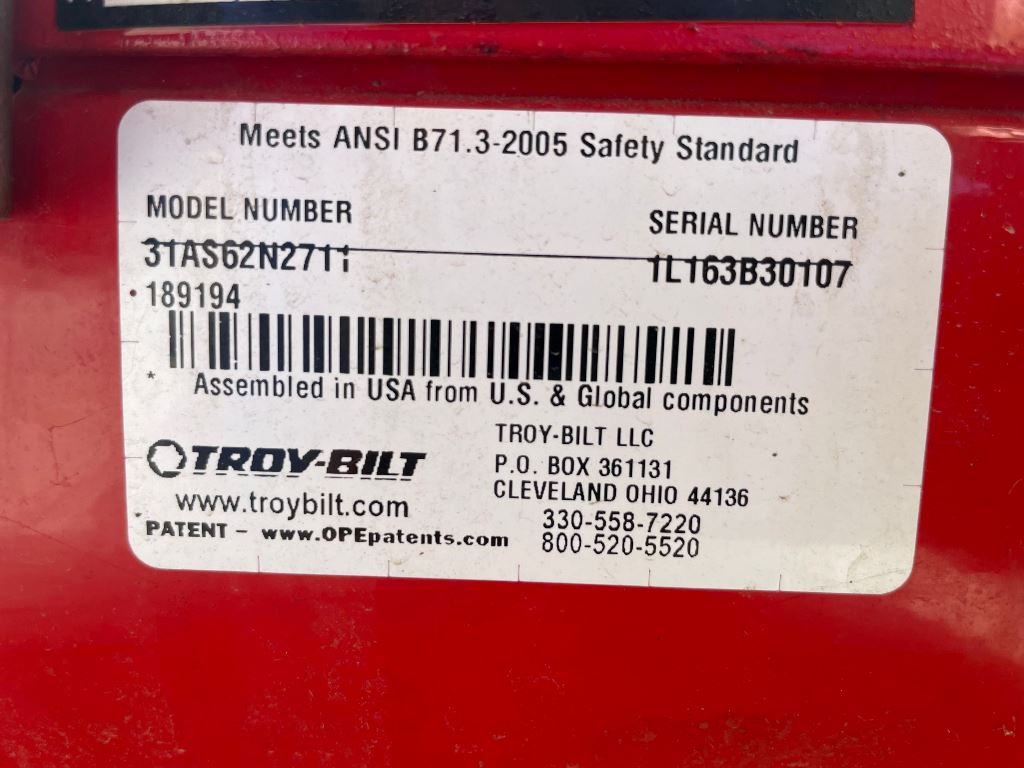 Meets ANSI B71.3-2005 Safety Standard
MODEL NUMBER SERIAL NUMBER
31AS62N2711 1L163B30107
189194
* Assembled in USA from U.S. & Global components
TROY-BILT
TROY-BILT LLC
P.O. BOX 361131
CLEVELAND OHIO 44136
www.troybilt.com
330-558-7220
PATENT - www.OPEpatents.com
800-520-5520